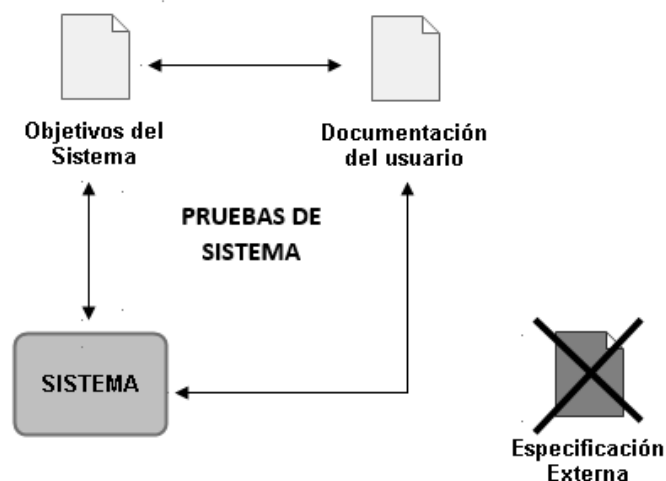 Objetivos del
Sistema
Documentación
del usuario
PRUEBAS DE
SISTEMA
SISTEMA
Especificación
Externa